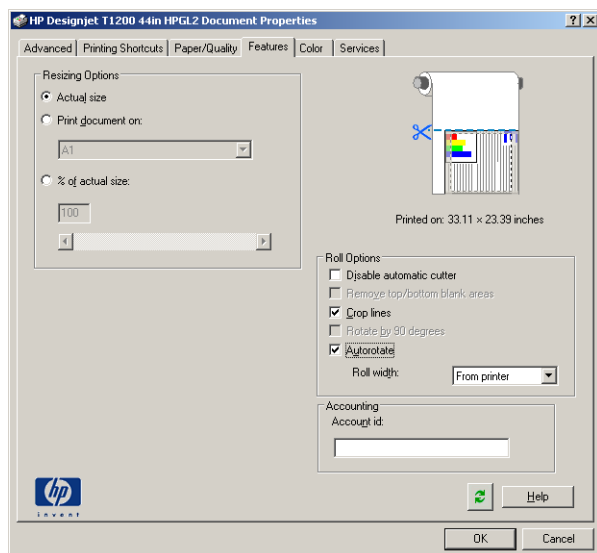 HP Designjet T1200 44in HPGL2 Document Properties
Advanced Printing Shortcuts Paper/Quality Features Color Services
Resizing Options
Actual size
Print document on:
A1
% of actual size:
100
Printed on: 33.11 × 23.39 inches
Roll Options
Disable automatic cutter
Remove top/bottom blank areas
Crop lines
Rotate by 90 degrees
Autorotate
Roll width: From printer
Accounting
Account id:
hp
invent
Help
OK Cancel